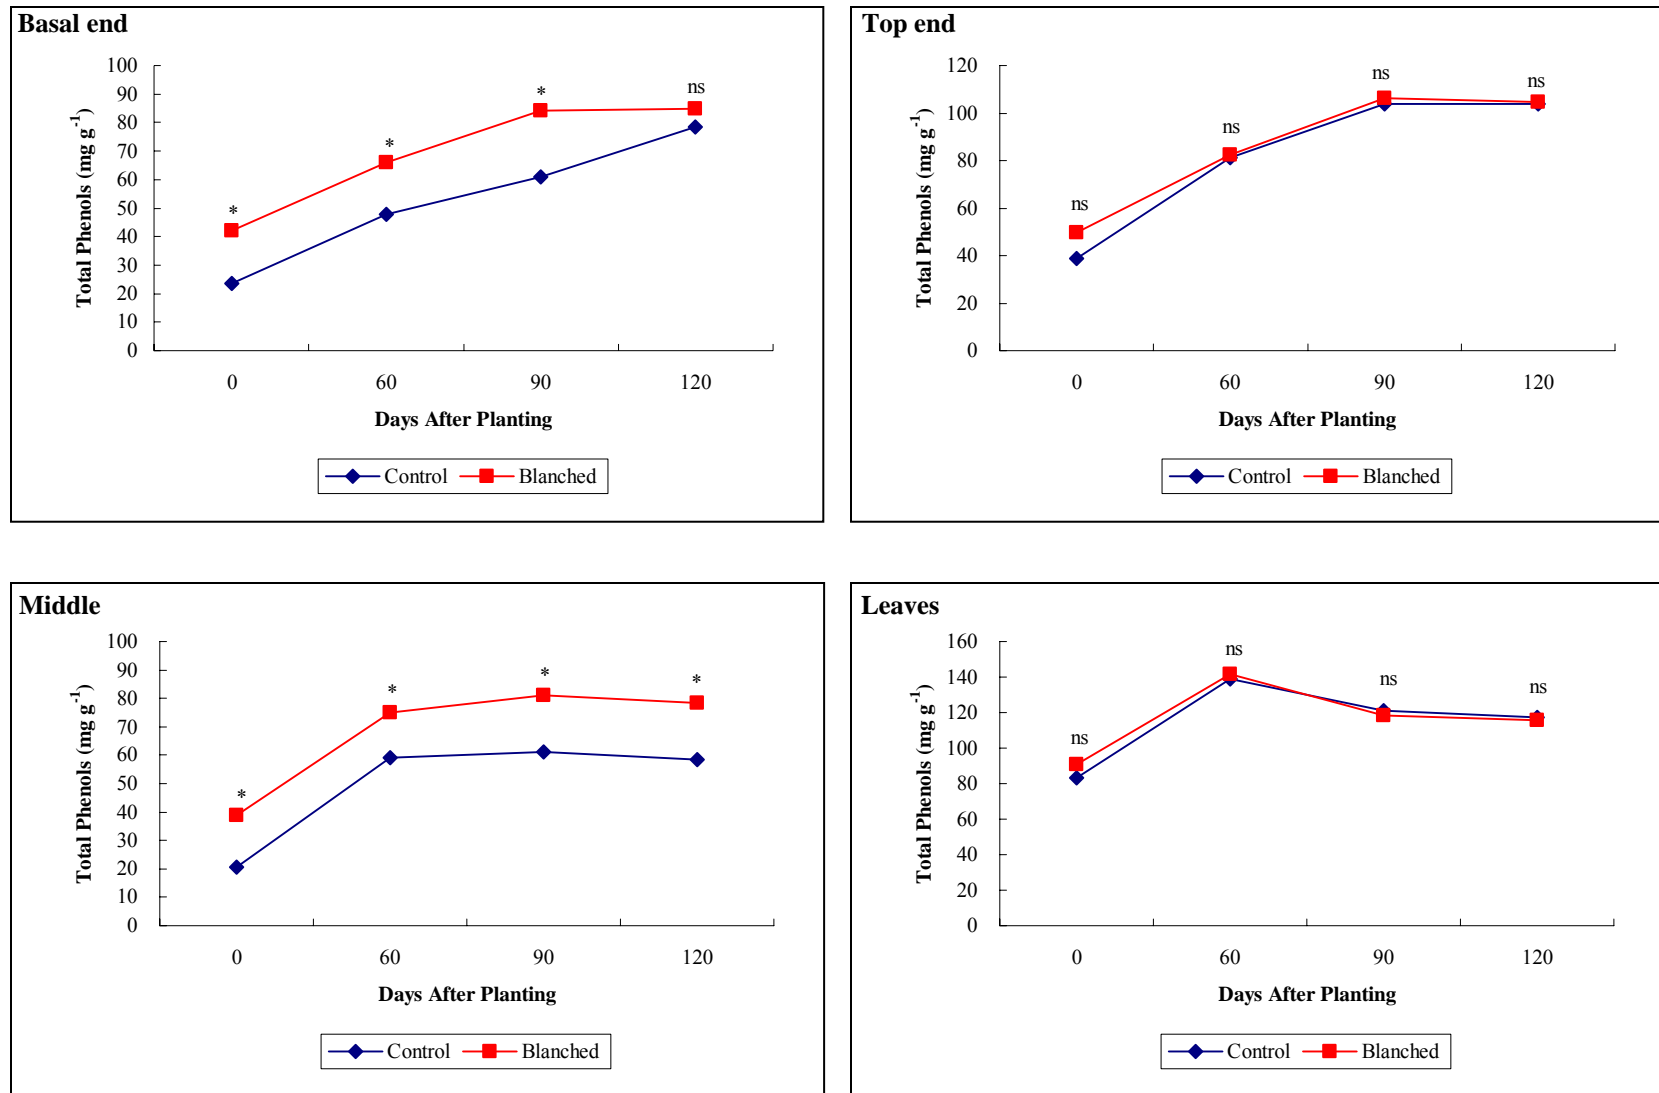 Basal end
Total Phenols (mg g-1)
100
90
80
70
60
50
40
30
20
10
0
*
*
*
ns
0 60 90 120
Days After Planting
Control Blanched
Top end
Total Phenols (mg g-1)
120
100
80
60
40
20
0
ns
ns
ns
ns
0 60 90 120
Days After Planting
Control Blanched
Middle
Total Phenols (mg g-1)
100
90
80
70
60
50
40
30
20
10
0
*
*
*
*
0 60 90 120
Days After Planting
Control Blanched
Leaves
Total Phenols (mg g-1)
160
140
120
100
80
60
40
20
0
ns
ns
ns
ns
0 60 90 120
Days After Planting
Control Blanched